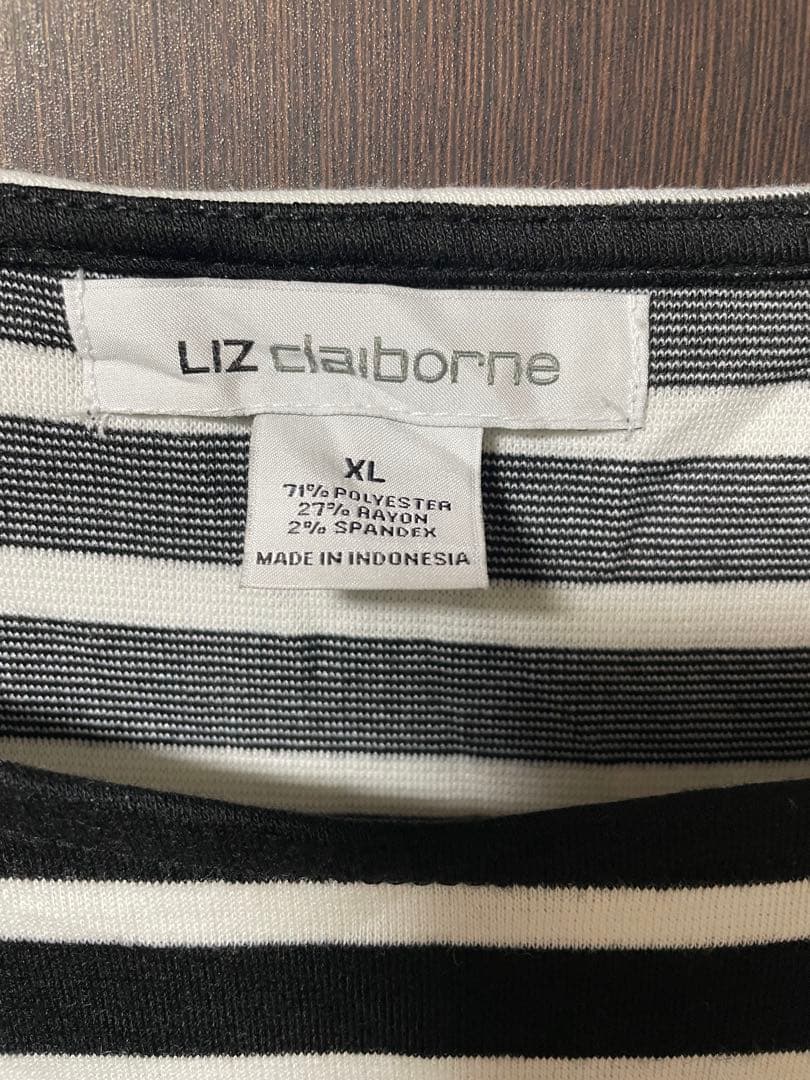 LIZ claiborne
XL
71% POLYESTER
27% RAYON
2% SPANDEX
MADE IN INDONESIA